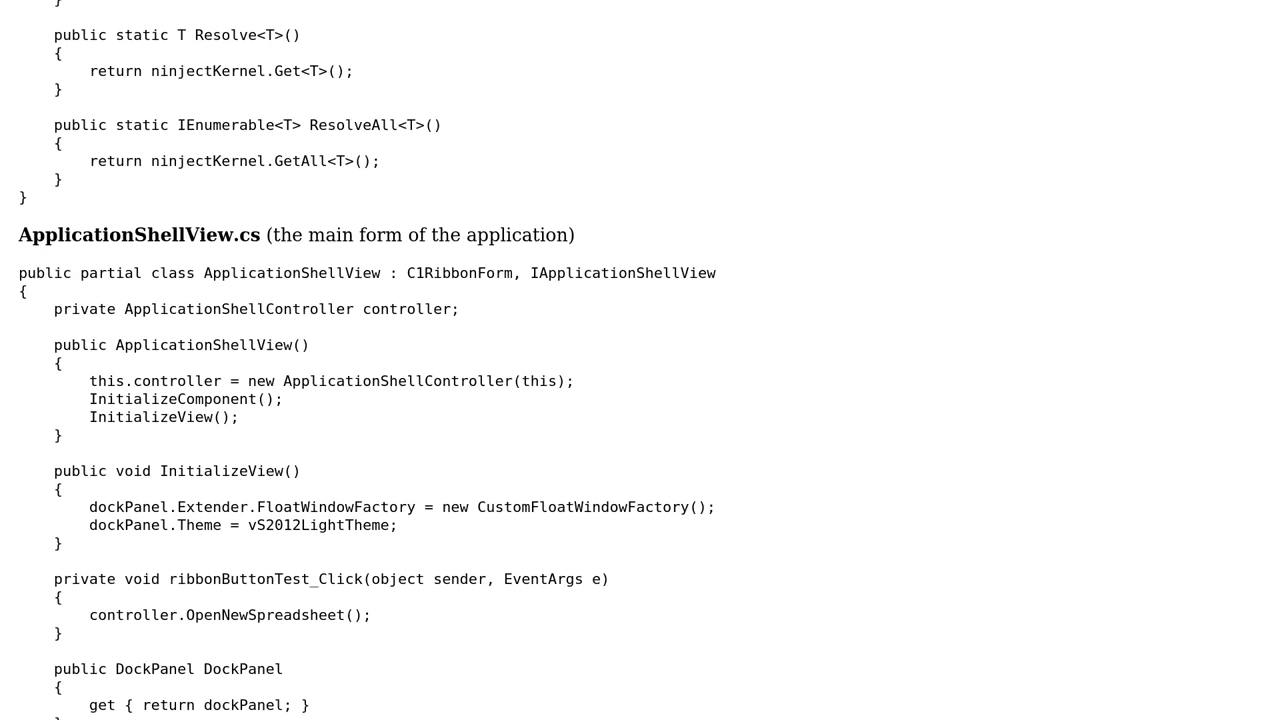 }
    public static T Resolve<T>()
    {
        return ninjectKernel.Get<T>();
    }
    public static IEnumerable<T> ResolveAll<T>()
    {
        return ninjectKernel.GetAll<T>();
    }
}
ApplicationShellView.cs (the main form of the application)
public partial class ApplicationShellView : C1RibbonForm, IApplicationShellView
{
    private ApplicationShellController controller;
    public ApplicationShellView()
    {
        this.controller = new ApplicationShellController(this);
        InitializeComponent();
        InitializeView();
    }
    public void InitializeView()
    {
        dockPanel.Extender.FloatWindowFactory = new CustomFloatWindowFactory();
        dockPanel.Theme = vS2012LightTheme;
    }
    private void ribbonButtonTest_Click(object sender, EventArgs e)
    {
        controller.OpenNewSpreadsheet();
    }
    public DockPanel DockPanel
    {
        get { return dockPanel; }
    }